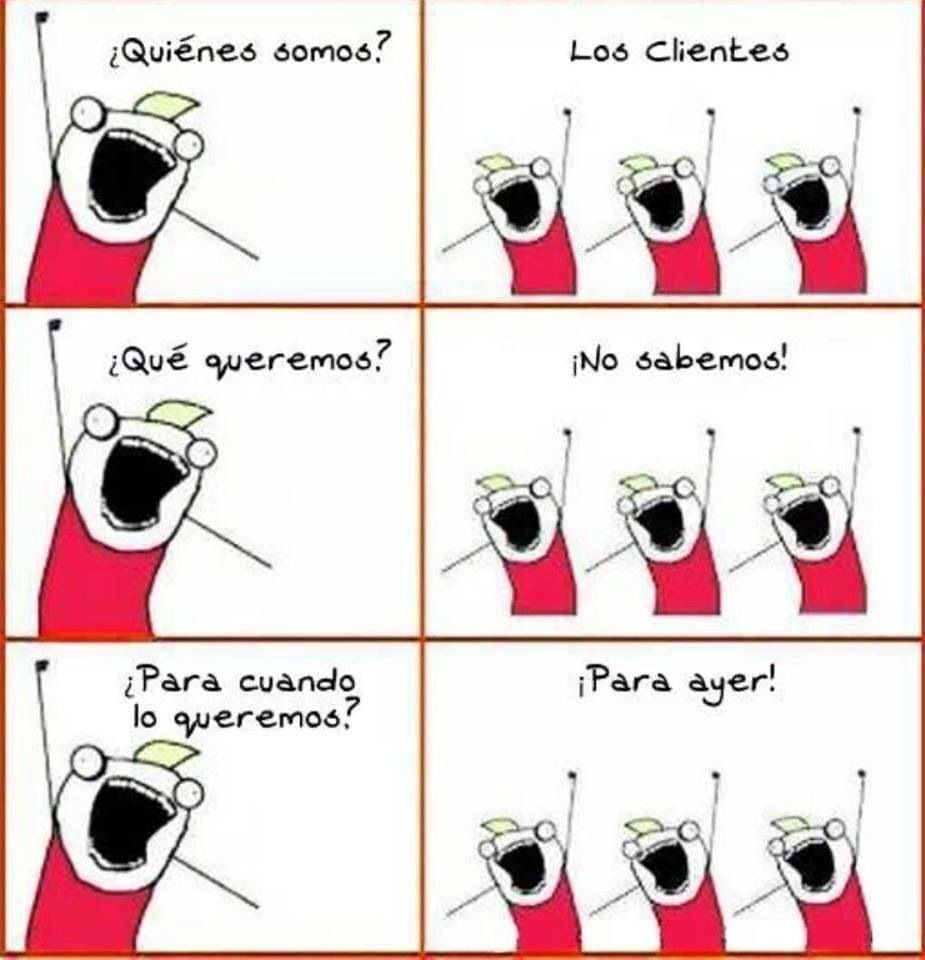 ¿Quiénes somos?
Los Clientes
¿Qué queremos?
¡No sabemos!
¿Para cuando
lo queremos?
¡Para ayer!